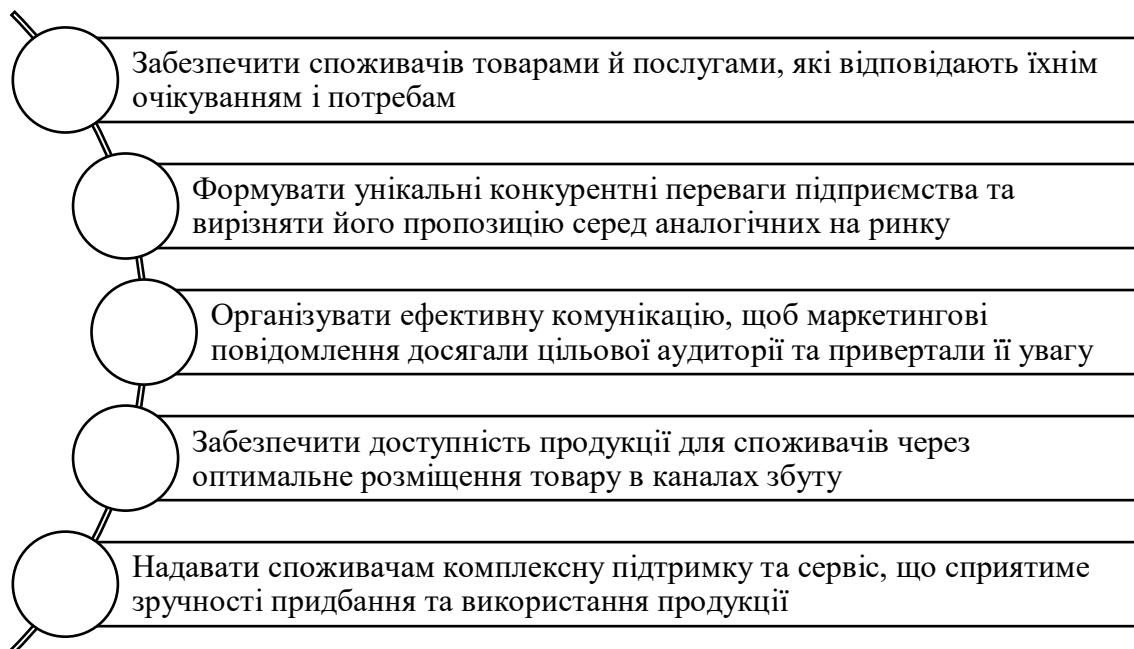 Забезпечити споживачів товарами й послугами, які відповідають їхнім
очікуванням і потребам
Формувати унікальні конкурентні переваги підприємства та
вирізняти його пропозицію серед аналогічних на ринку
Організувати ефективну комунікацію, щоб маркетингові
повідомлення досягали цільової аудиторії та привертали її увагу
Забезпечити доступність продукції для споживачів через
оптимальне розміщення товару в каналах збуту
Надавати споживачам комплексну підтримку та сервіс, що сприятиме
зручності придбання та використання продукції